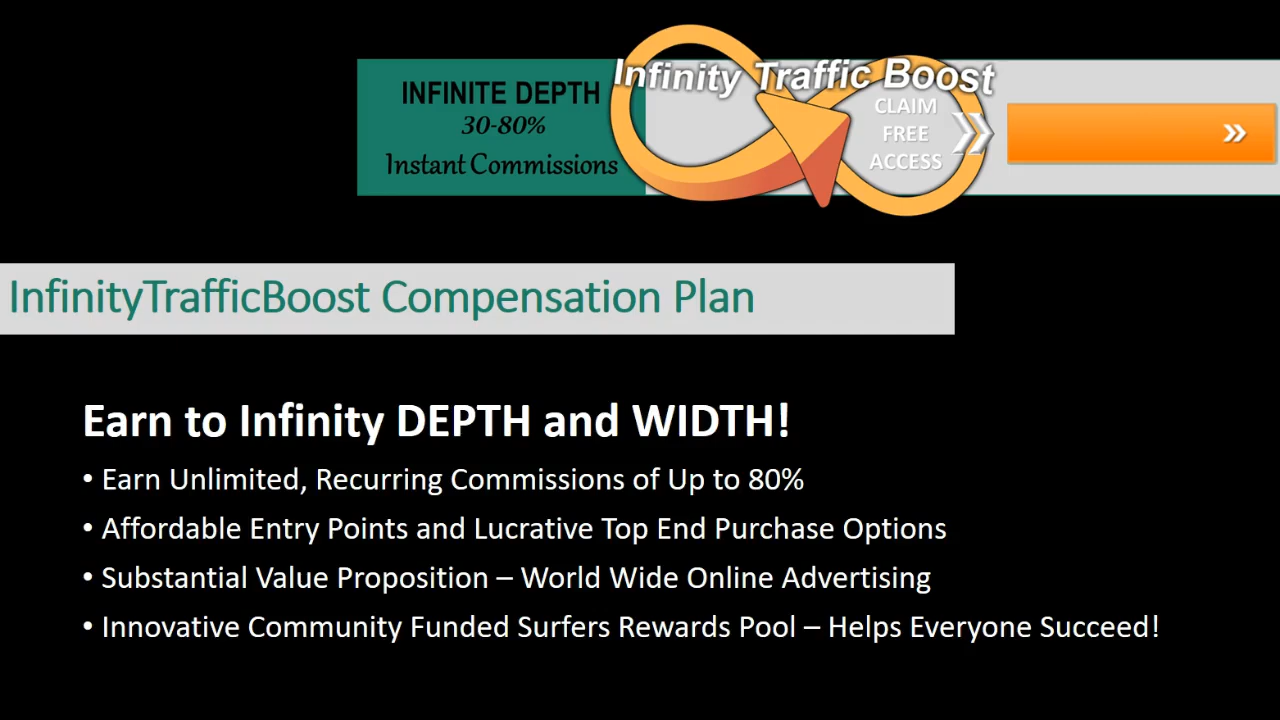 INFINITE DEPTH
30-80%
Instant Commissions
Infinity Traffic Boost
CLAIM
FREE
ACCESS
InfinityTrafficBoost Compensation Plan
Earn to Infinity DEPTH and WIDTH!
• Earn Unlimited, Recurring Commissions of Up to 80%
• Affordable Entry Points and Lucrative Top End Purchase Options
• Substantial Value Proposition – World Wide Online Advertising
• Innovative Community Funded Surfers Rewards Pool – Helps Everyone Succeed!